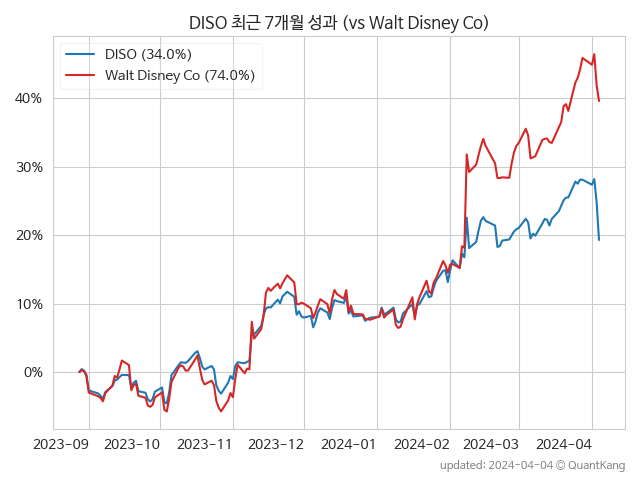 DISO 최근 7개월 성과 (vs Walt Disney Co)
DISO (34.0%)
Walt Disney Co (74.0%)
40%
30%
20%
10%
0%
2023-09 2023-10 2023-11 2023-12 2024-01 2024-02 2024-03 2024-04
updated: 2024-04-04 © QuantKang